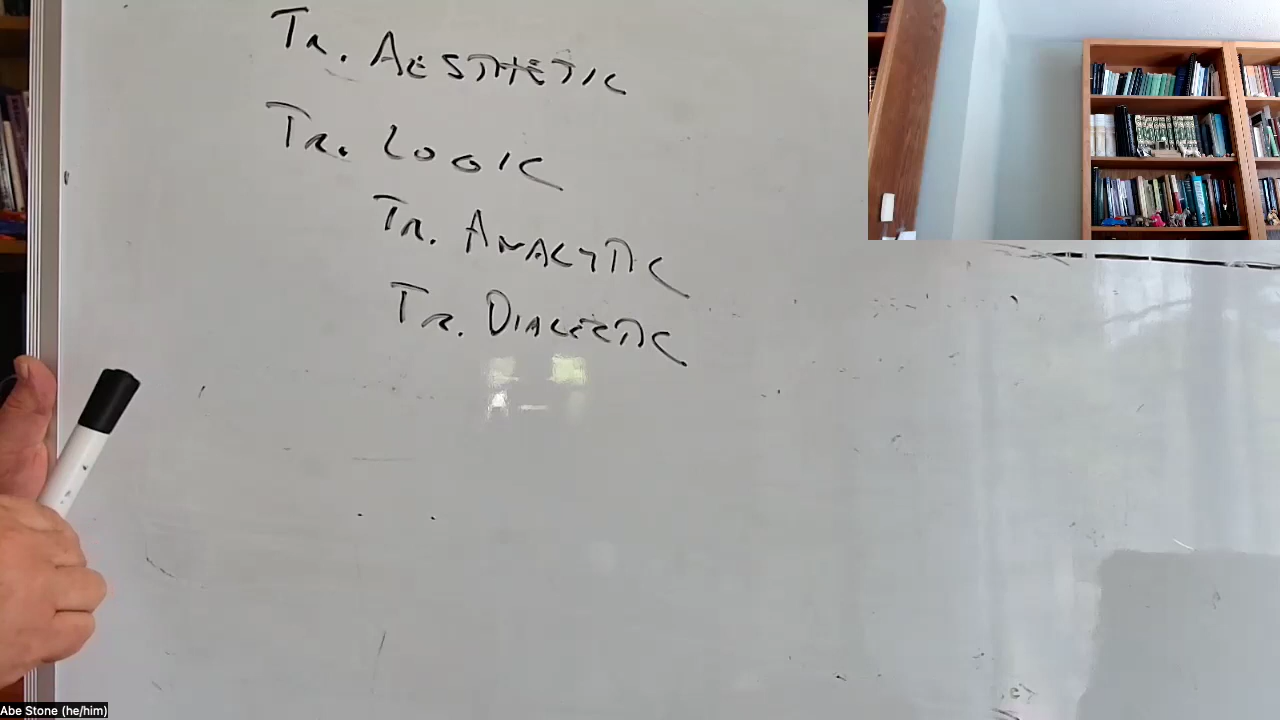 Tr. AESTHETIC
Tr. LOGIC
Tr. ANALYTIC
Tr. DIALECTIC
Abe Stone (he/him)